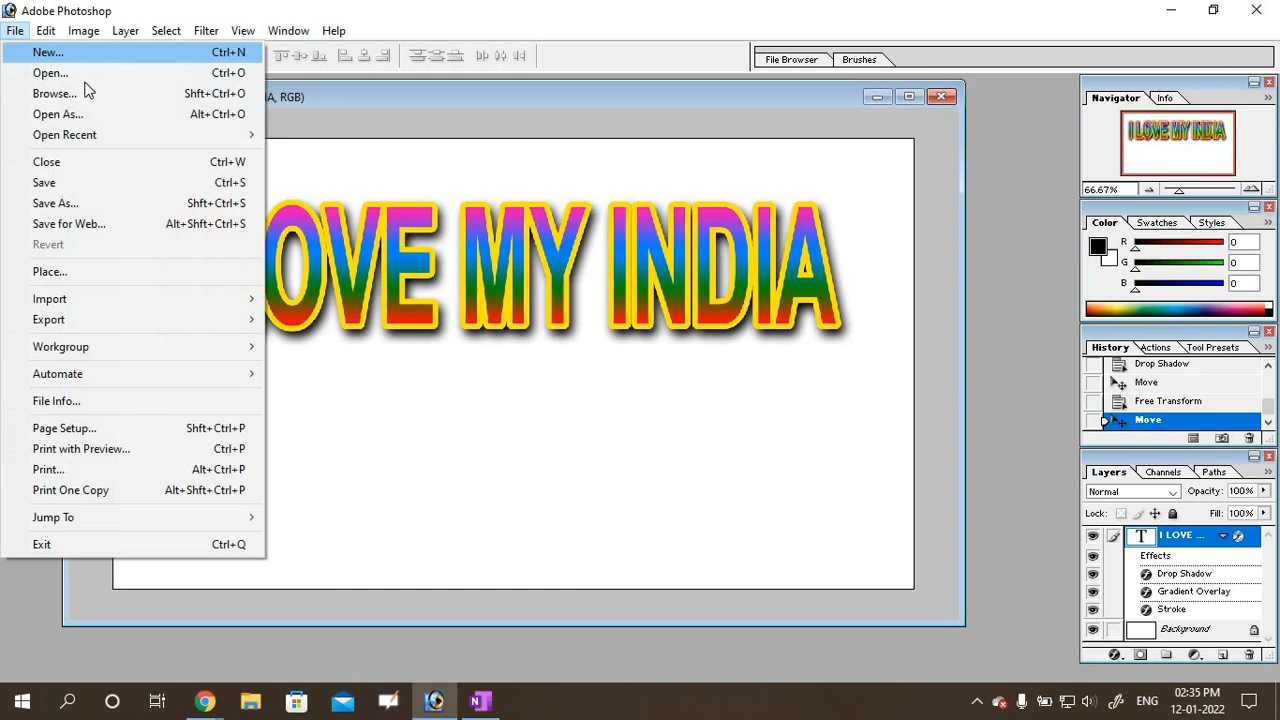 Adobe Photoshop
File Edit Image Layer Select Filter View Window Help
New... Ctrl+N
Open... Ctrl+O
Browse... Shft+Ctrl+O
Open As... Alt+Ctrl+O
Open Recent
Close Ctrl+W
Save Ctrl+S
Save As... Shft+Ctrl+S
Save for Web... Alt+Shft+Ctrl+S
Revert
Place...
Import
Export
Workgroup
Automate
File Info...
Page Setup... Shft+Ctrl+P
Print with Preview... Ctrl+P
Print... Alt+Ctrl+P
Print One Copy Alt+Shft+Ctrl+P
Jump To
Exit Ctrl+Q
File Browser Brushes
A, RGB)
OVE MY INDIA
Navigator Info
I LOVE MY INDIA
66.67%
Color Swatches Styles
R 0
G 0
B 0
History Actions Tool Presets
Drop Shadow
Move
Free Transform
Move
Layers Channels Paths
Normal Opacity: 100%
Lock: Fill: 100%
T I LOVE ...
Effects
Drop Shadow
Gradient Overlay
Stroke
Background
ENG 02:35 PM
12-01-2022